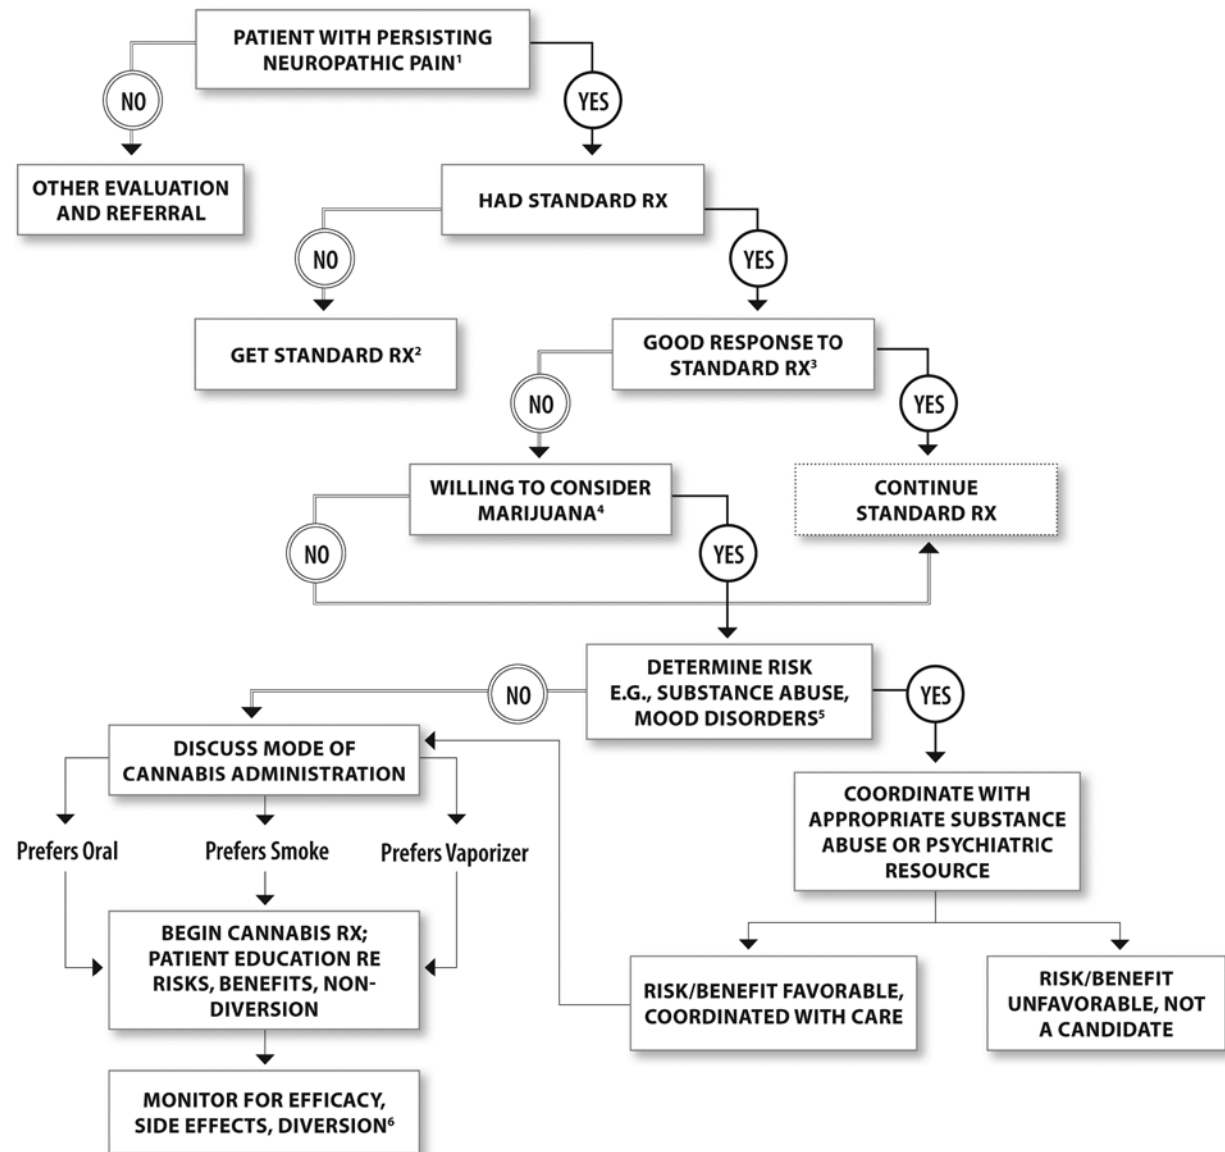 PATIENT WITH PERSISTING
NEUROPATHIC PAIN¹
NO
YES
OTHER EVALUATION
AND REFERRAL
HAD STANDARD RX
NO
YES
GET STANDARD RX²
GOOD RESPONSE TO
STANDARD RX³
NO
YES
WILLING TO CONSIDER
MARIJUANA⁴
CONTINUE
STANDARD RX
NO
YES
DETERMINE RISK
E.G., SUBSTANCE ABUSE,
MOOD DISORDERS⁵
NO
YES
DISCUSS MODE OF
CANNABIS ADMINISTRATION
COORDINATE WITH
APPROPRIATE SUBSTANCE
ABUSE OR PSYCHIATRIC
RESOURCE
Prefers Oral
Prefers Smoke
Prefers Vaporizer
BEGIN CANNABIS RX;
PATIENT EDUCATION RE
RISKS, BENEFITS, NON-
DIVERSION
RISK/BENEFIT FAVORABLE,
COORDINATED WITH CARE
RISK/BENEFIT
UNFAVORABLE, NOT
A CANDIDATE
MONITOR FOR EFFICACY,
SIDE EFFECTS, DIVERSION⁶